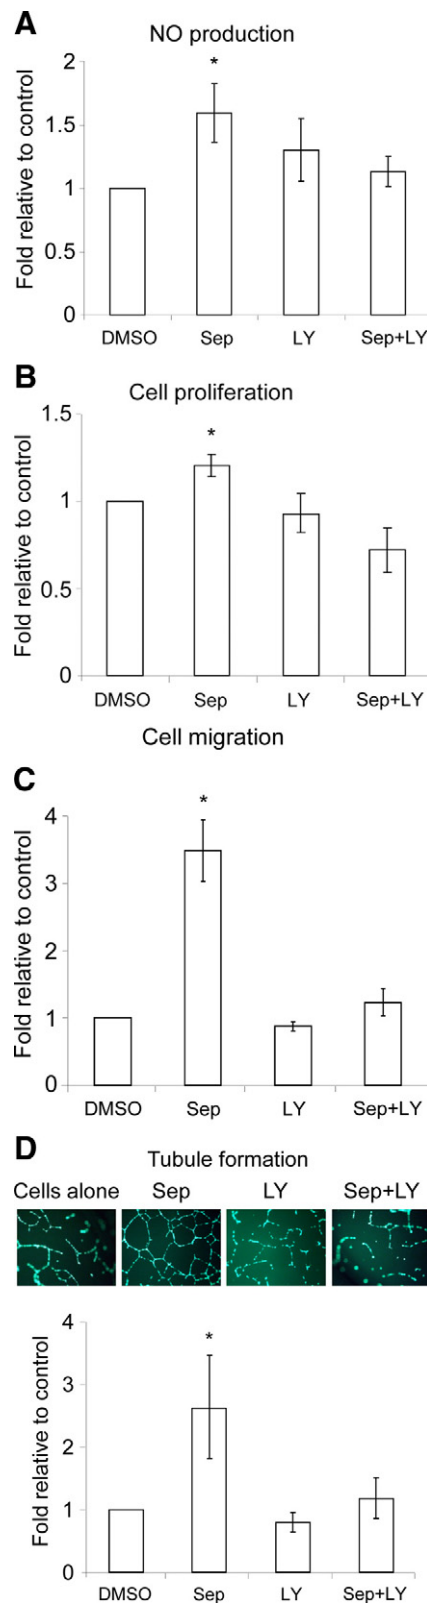 A
NO production
*
Fold relative to control
2
1.5
1
0.5
0
DMSO Sep LY Sep+LY
B
Cell proliferation
*
Fold relative to control
1.5
1
0.5
0
DMSO Sep LY Sep+LY
Cell migration
C
*
Fold relative to control
4
3
2
1
0
DMSO Sep LY Sep+LY
D
Tubule formation
Cells alone Sep LY Sep+LY
*
Fold relative to control
4
3
2
1
0
DMSO Sep LY Sep+LY